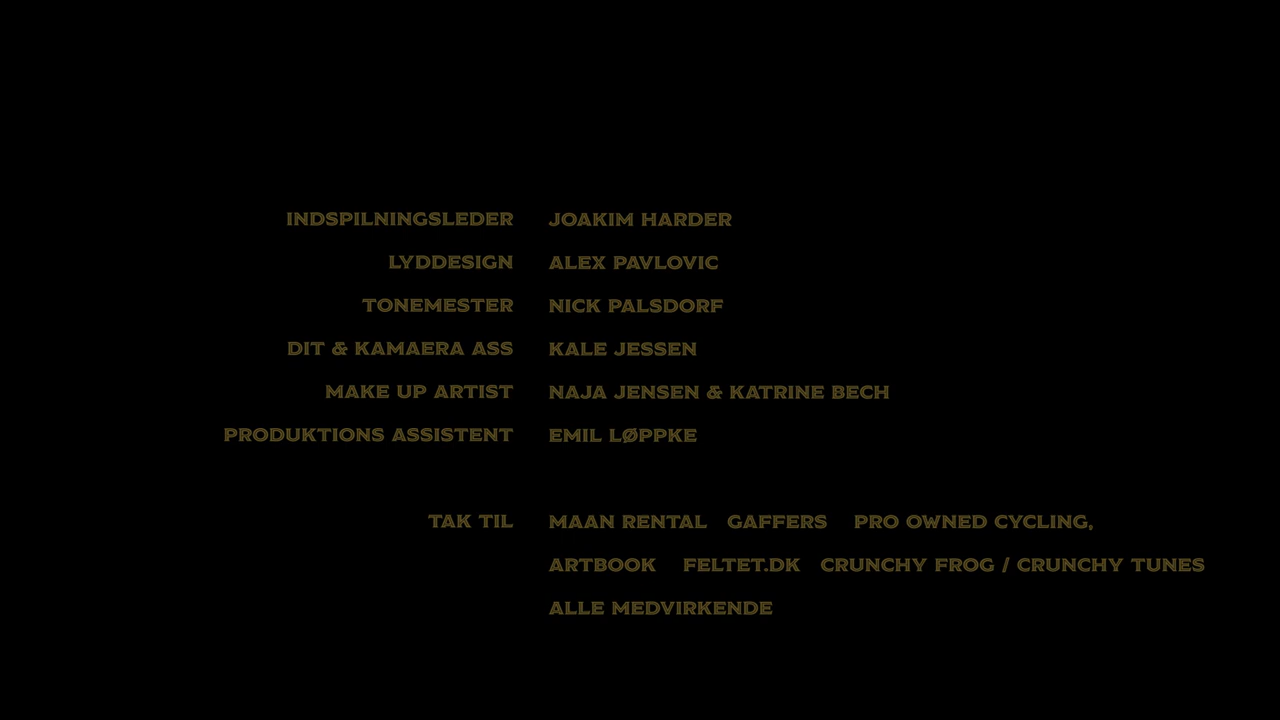 INDSPILNINGSLEDER JOAKIM HARDER
LYDDESIGN ALEX PAVLOVIC
TONEMESTER NICK PALSDORF
DIT & KAMAERA ASS KALE JESSEN
MAKE UP ARTIST NAJA JENSEN & KATRINE BECH
PRODUKTIONS ASSISTENT EMIL LØPPKE
TAK TIL MAAN RENTAL GAFFERS PRO OWNED CYCLING,
ARTBOOK FELTET.DK CRUNCHY FROG / CRUNCHY TUNES
ALLE MEDVIRKENDE